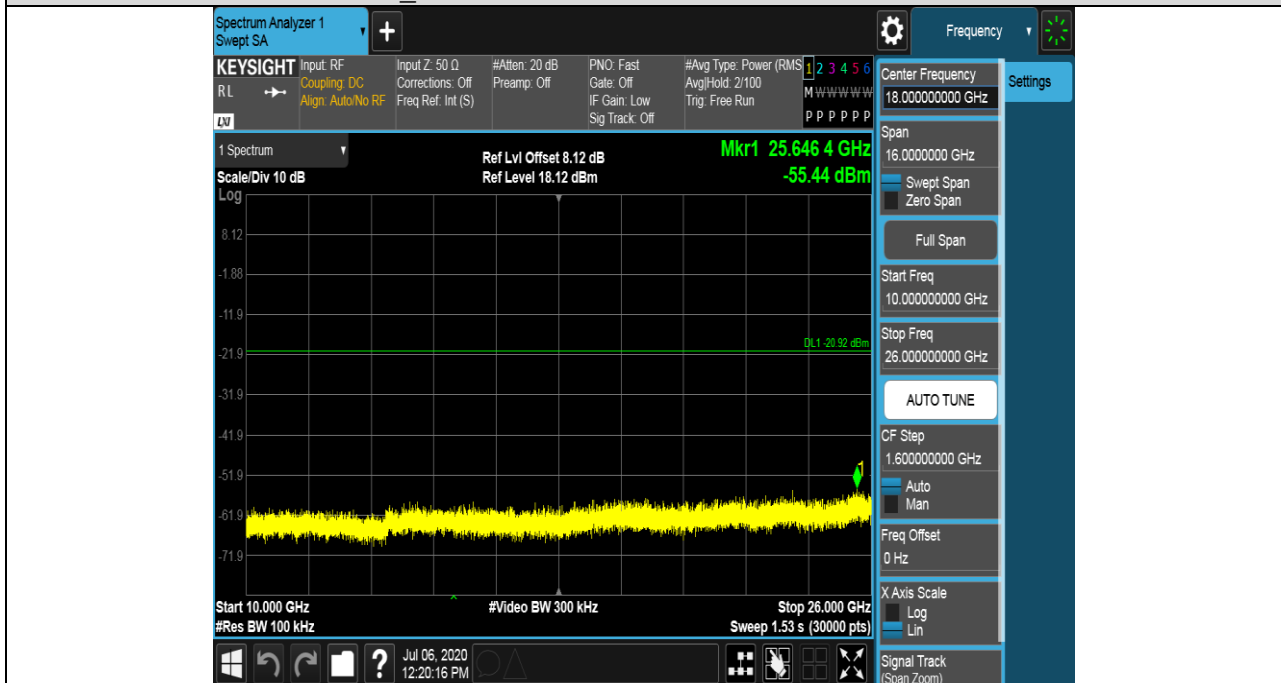 Spectrum Analyzer 1
Swept SA
+
Frequency
KEYSIGHT
RL
LXI
Input: RF
Coupling: DC
Align: Auto/No RF
Input Z: 50 Ω
Corrections: Off
Freq Ref: Int (S)
#Atten: 20 dB
Preamp: Off
PNO: Fast
Gate: Off
IF Gain: Low
Sig Track: Off
#Avg Type: Power (RMS
Avg|Hold: 2/100
Trig: Free Run
1 2 3 4 5 6
M W W W W W
P P P P P P
Center Frequency
18.000000000 GHz
Settings
1 Spectrum
Scale/Div 10 dB
Ref Lvl Offset 8.12 dB
Ref Level 18.12 dBm
Mkr1 25.646 4 GHz
-55.44 dBm
Span
16.0000000 GHz
Swept Span
Zero Span
Full Span
Start Freq
10.000000000 GHz
Stop Freq
26.000000000 GHz
AUTO TUNE
CF Step
1.600000000 GHz
Auto
Man
Freq Offset
0 Hz
X Axis Scale
Log
Lin
Signal Track
(Span Zoom)
Log
8.12
-1.88
-11.9
-21.9
-31.9
-41.9
-51.9
-61.9
-71.9
DL1 -20.92 dBm
1
Start 10.000 GHz
#Res BW 100 kHz
#Video BW 300 kHz
Stop 26.000 GHz
Sweep 1.53 s (30000 pts)
?
Jul 06, 2020
12:20:16 PM